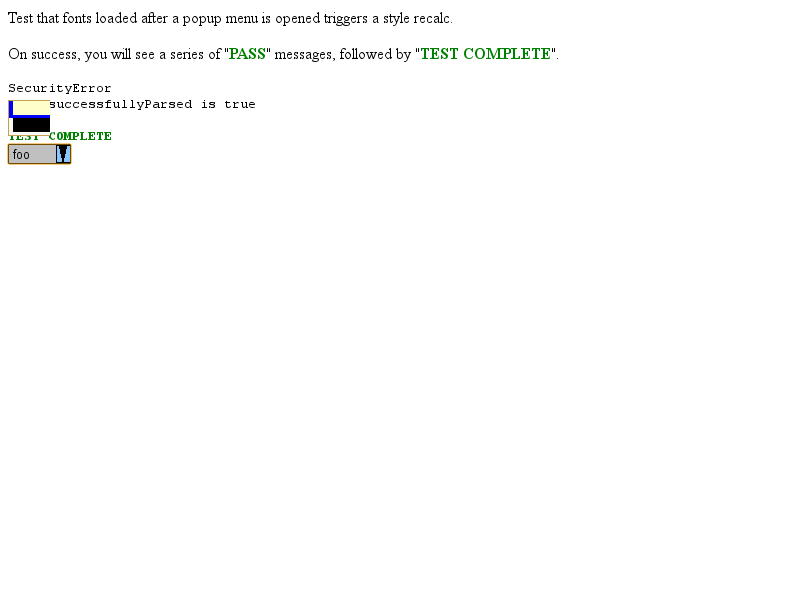 Test that fonts loaded after a popup menu is opened triggers a style recalc.
On success, you will see a series of "PASS" messages, followed by "TEST COMPLETE".
SecurityError
successfullyParsed is true
TEST COMPLETE
foo